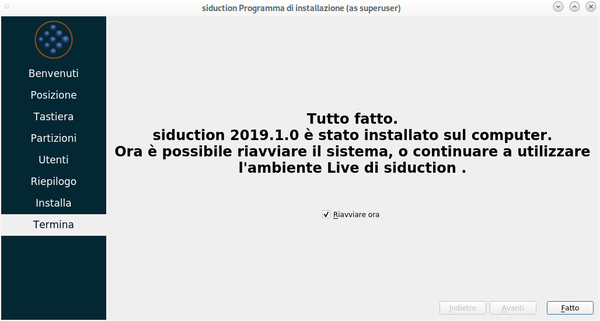 siduction Programma di installazione (as superuser)
Benvenuti
Posizione
Tastiera
Partizioni
Utenti
Riepilogo
Installa
Termina
Tutto fatto.
siduction 2019.1.0 è stato installato sul computer.
Ora è possibile riavviare il sistema, o continuare a utilizzare
l'ambiente Live di siduction .
Riavviare ora
Indietro
Avanti
Fatto